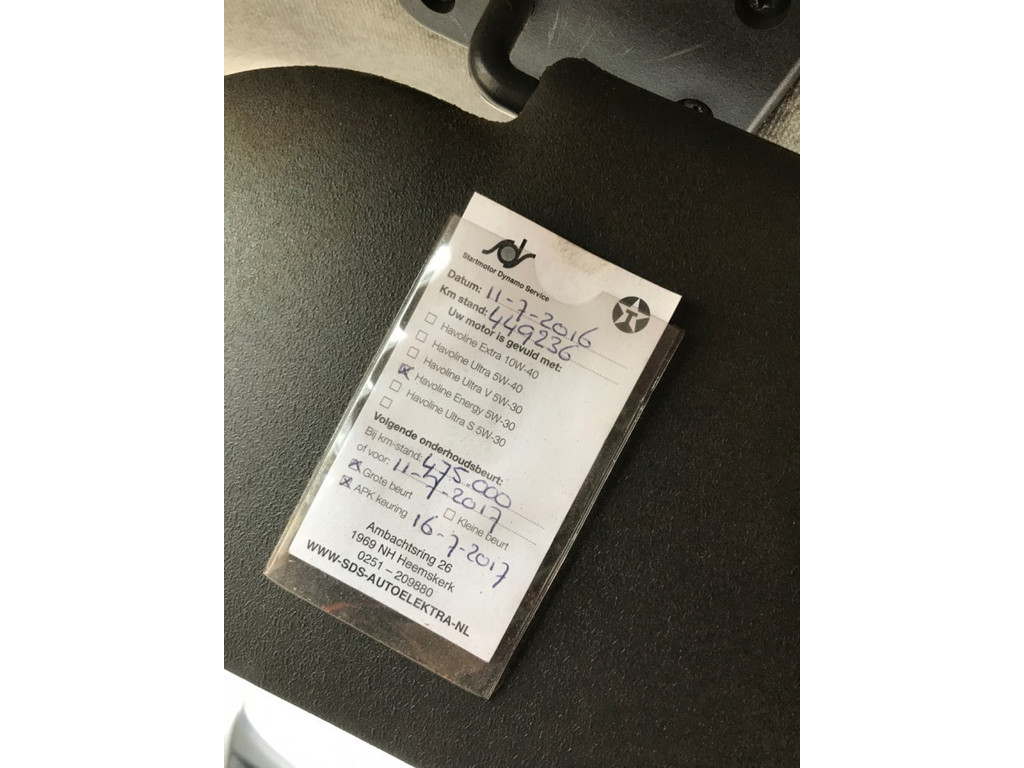 sds
Startmotor Dynamo Service
Datum: 11-7-2016
Km stand: 449236
Uw motor is gevuld met:
Havoline Extra 10W-40
Havoline Ultra 5W-40
Havoline Ultra V 5W-30
Havoline Energy 5W-30
Havoline Ultra S 5W-30
Volgende onderhoudsbeurt:
Bij km-stand: 475.000
of voor: 11-7-2017
Grote beurt Kleine beurt
APK keuring 16-7-2017
Ambachtsring 26
1969 NH Heemskerk
0251 – 209880
WWW-SDS-AUTOELEKTRA-NL